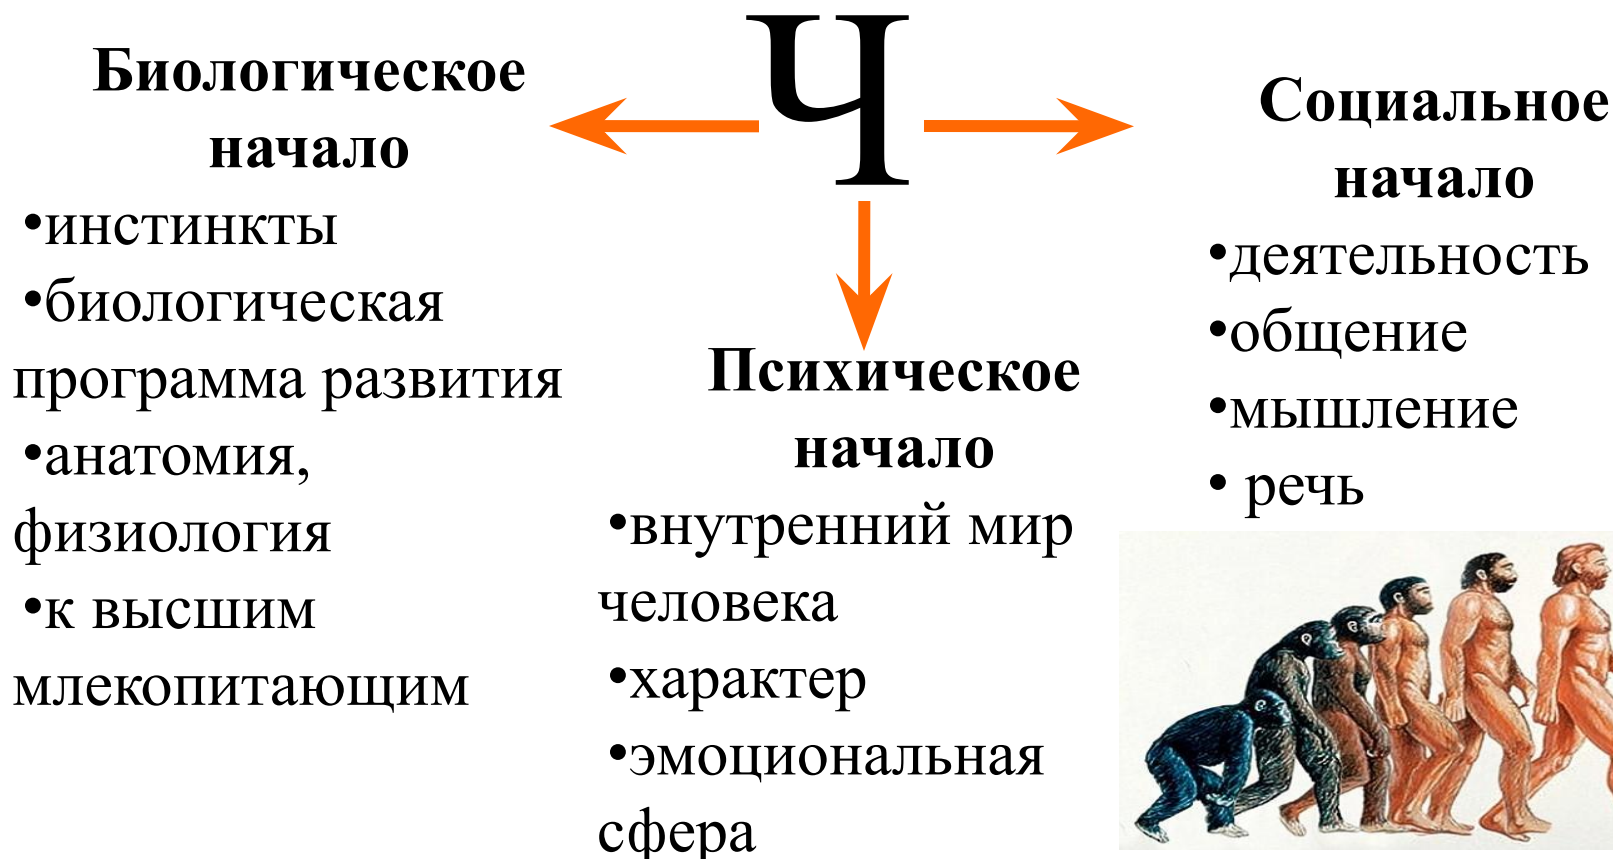 Ч
Биологическое
начало
•инстинкты
•биологическая
программа развития
•анатомия,
физиология
•к высшим
млекопитающим
Психическое
начало
•внутренний мир
человека
•характер
•эмоциональная
сфера
Социальное
начало
•деятельность
•общение
•мышление
• речь